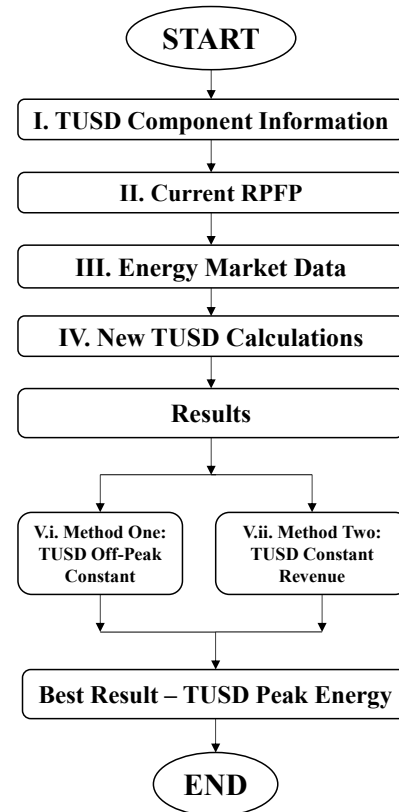 START
I. TUSD Component Information
II. Current RPFP
III. Energy Market Data
IV. New TUSD Calculations
Results
V.i. Method One:
TUSD Off-Peak
Constant
V.ii. Method Two:
TUSD Constant
Revenue
Best Result – TUSD Peak Energy
END